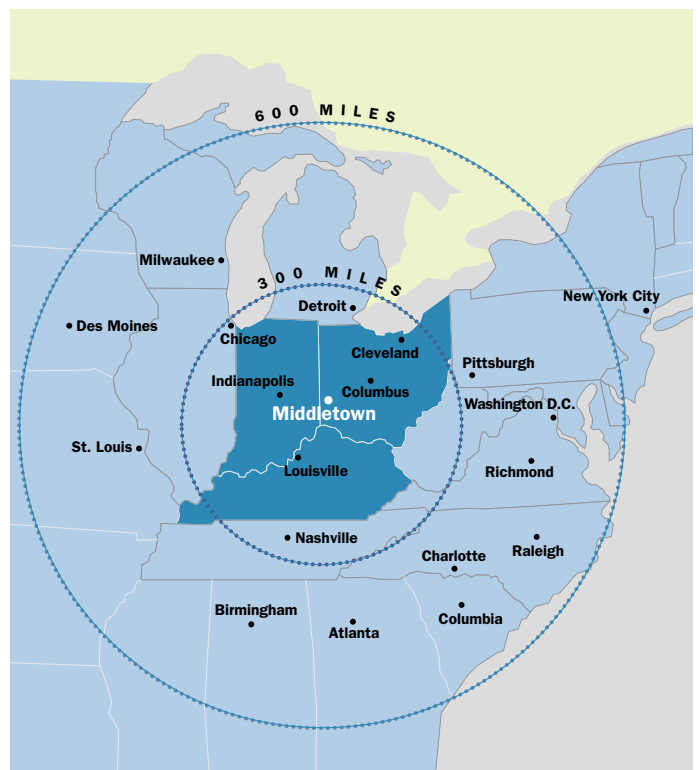 600 MILES
Milwaukee
300 MILES
New York City
Detroit
Des Moines
Chicago
Cleveland
Pittsburgh
Indianapolis
Columbus
Washington D.C.
Middletown
St. Louis
Louisville
Richmond
Nashville
Raleigh
Charlotte
Birmingham
Columbia
Atlanta